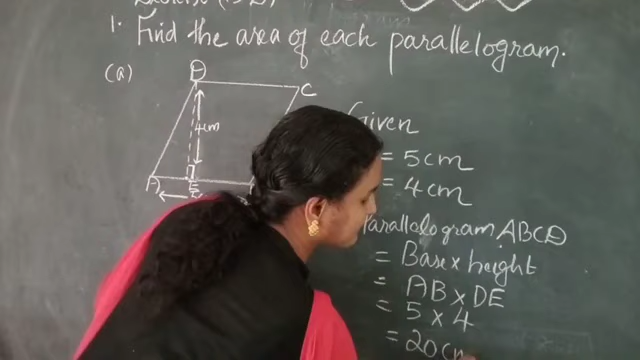 1. Find the area of each parallelogram.
(a)
D
C
4cm
A
E
Given
= 5cm
= 4cm
Parallelogram ABCD
= Base x height
= AB x DE
= 5 x 4
= 20 cm